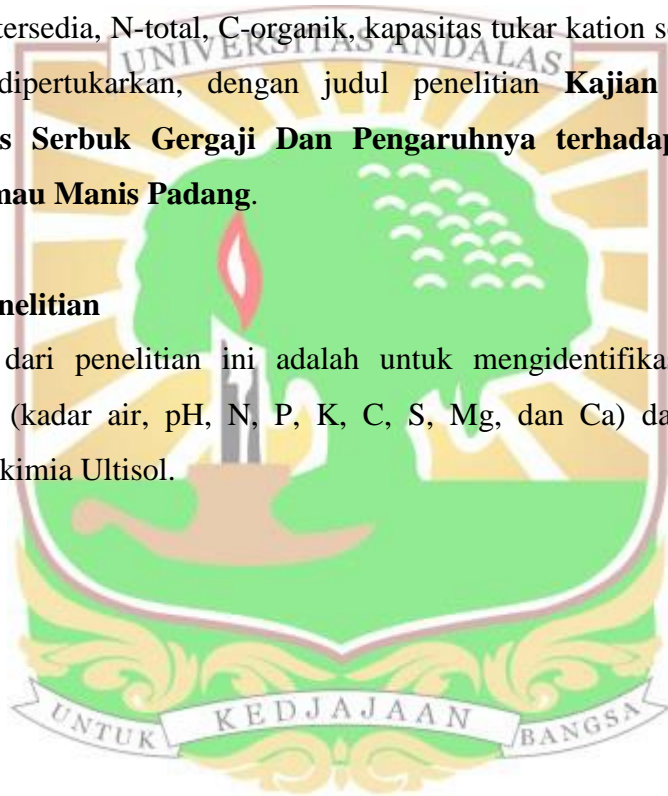 tersedia, N-total, C-organik, kapasitas tukar kation
UNIVERSITAS ANDALAS
dipertukarkan, dengan judul penelitian Kajian
s Serbuk Gergaji Dan Pengaruhnya terhadap
mau Manis Padang.
nelitian
dari penelitian ini adalah untuk mengidentifika
(kadar air, pH, N, P, K, C, S, Mg, dan Ca) da
kimia Ultisol.
UNTUK KEDJAJAAN BANGSA